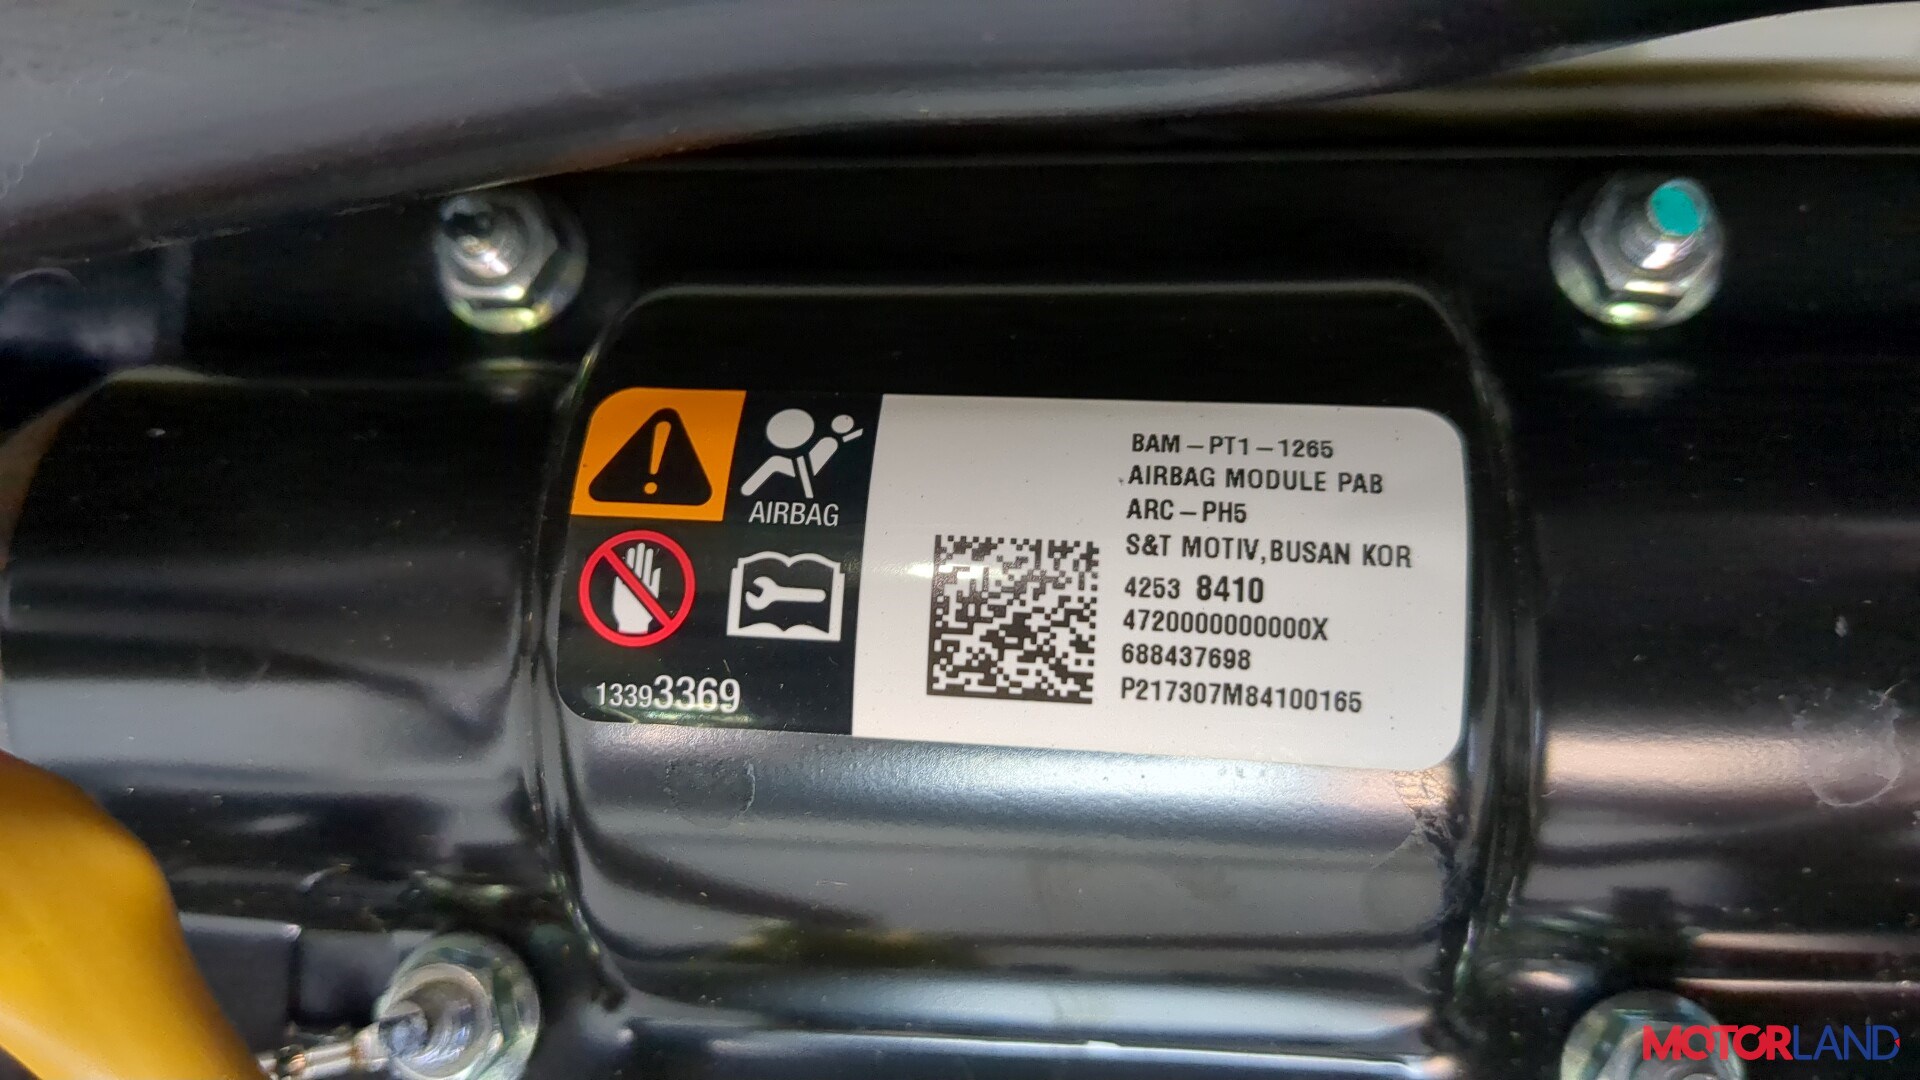 AIRBAG
13393369
BAM-PT1-1265
AIRBAG MODULE PAB
ARC-PH5
S&T MOTIV,BUSAN KOR
4253 8410
4720000000000X
688437698
P217307M84100165
MOTORLAND